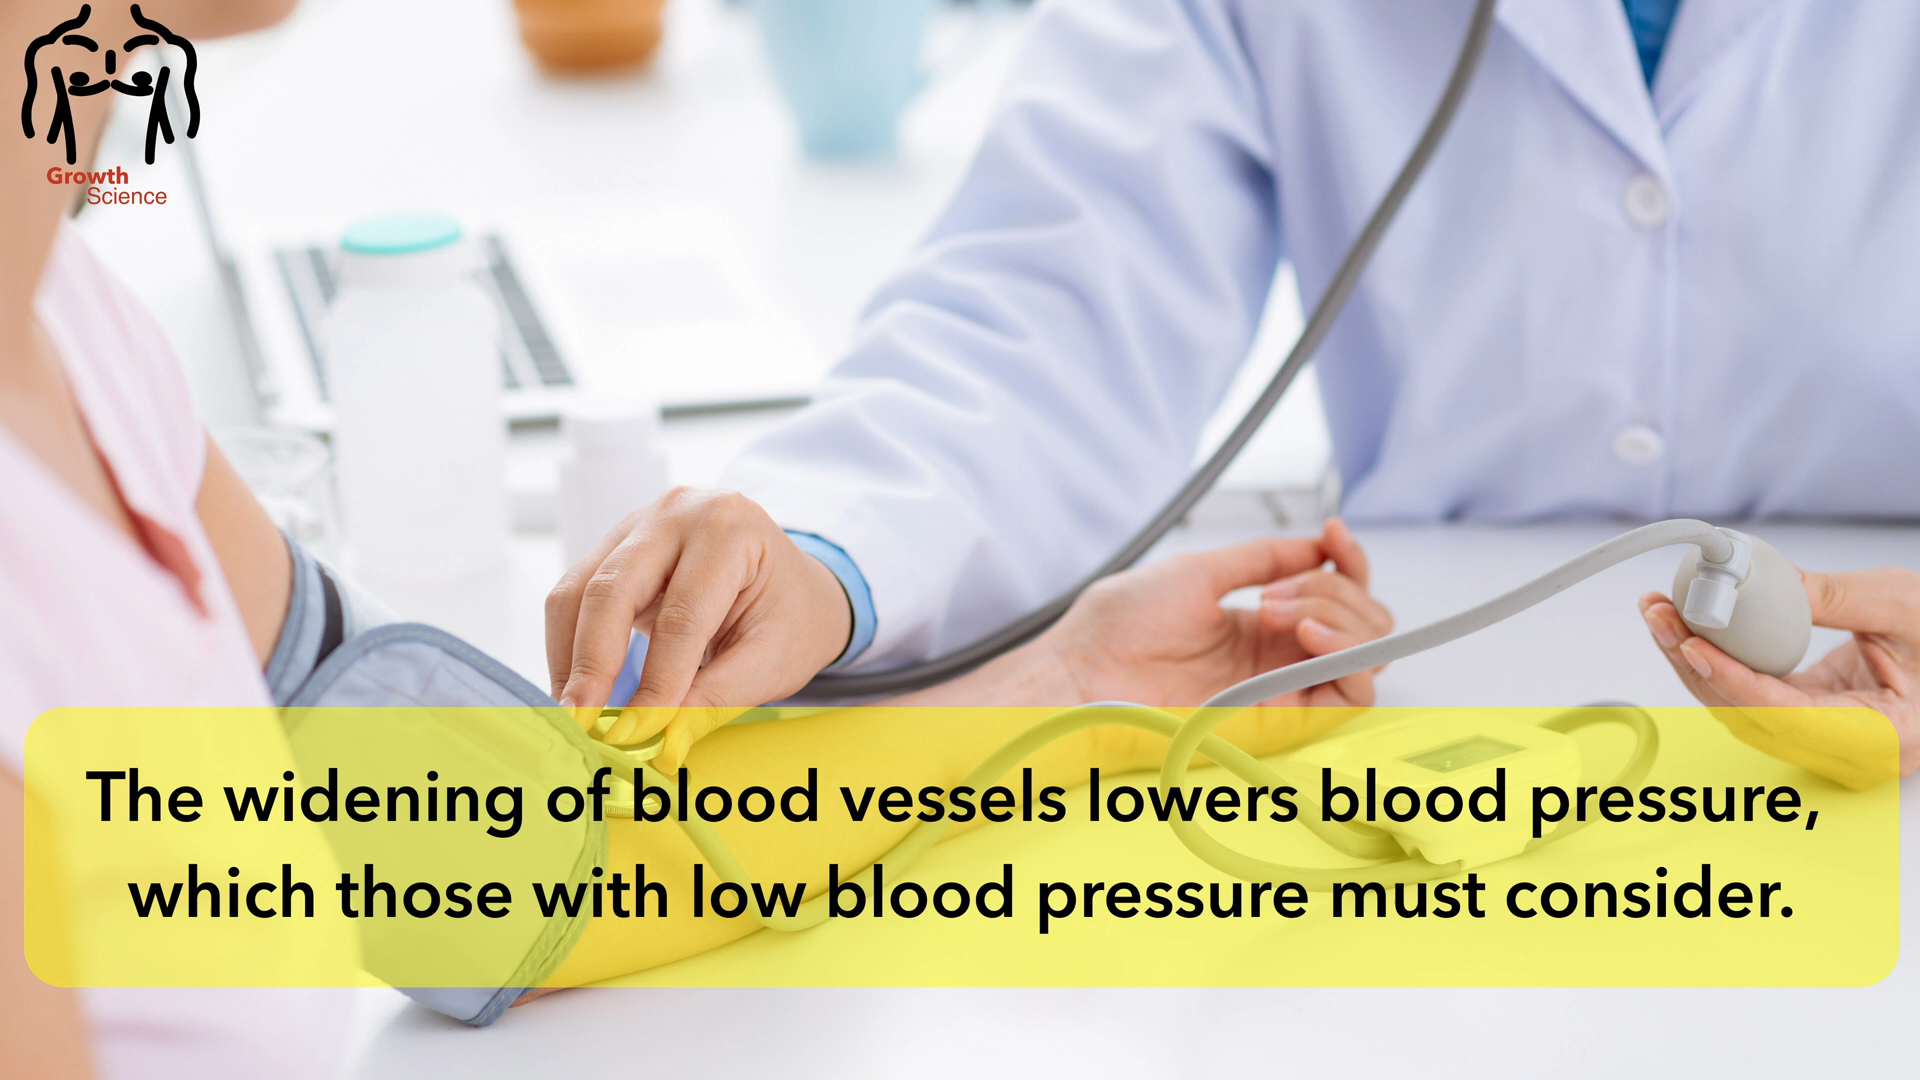 Growth
Science
The widening of blood vessels lowers blood pressure,
which those with low blood pressure must consider.